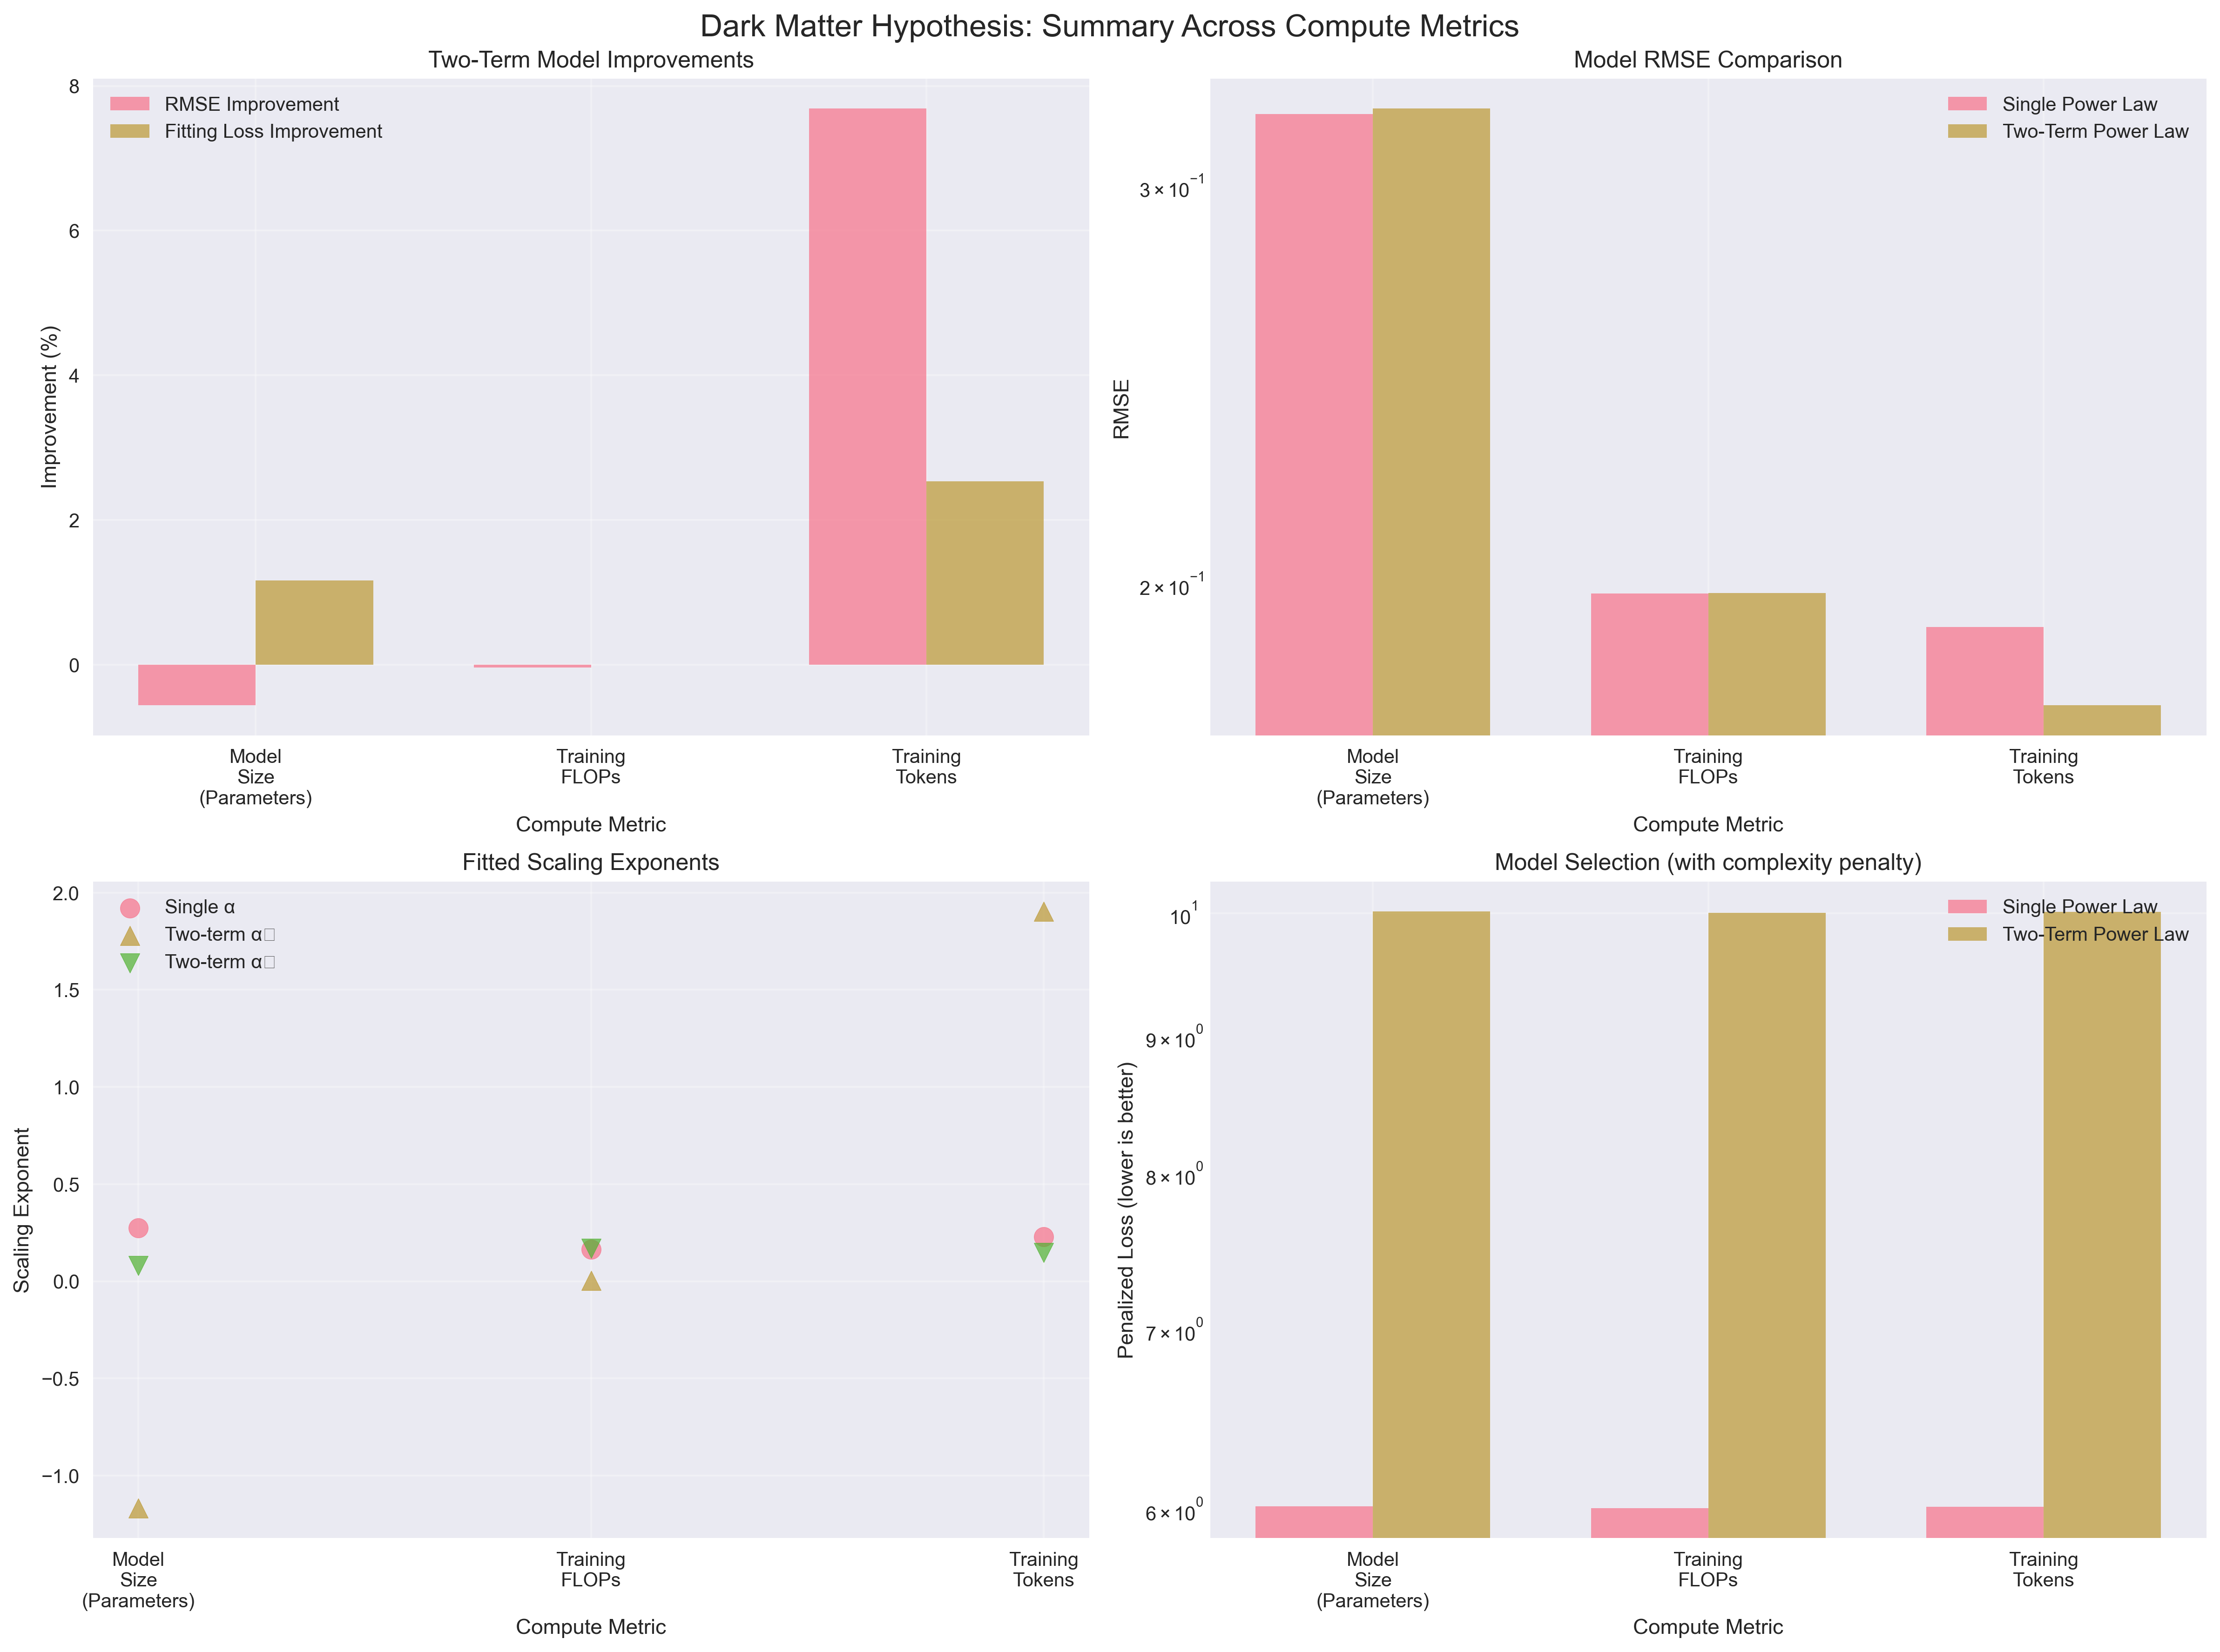 Dark Matter Hypothesis: Summary Across Compute Metrics
Two-Term Model Improvements
RMSE Improvement
Fitting Loss Improvement
Improvement (%)
8
6
4
2
0
Model
Size
(Parameters)
Training
FLOPs
Training
Tokens
Compute Metric
Model RMSE Comparison
Single Power Law
Two-Term Power Law
RMSE
3 × 10⁻¹
2 × 10⁻¹
Model
Size
(Parameters)
Training
FLOPs
Training
Tokens
Compute Metric
Fitted Scaling Exponents
Single α
Two-term α□
Two-term α□
Scaling Exponent
2.0
1.5
1.0
0.5
0.0
−0.5
−1.0
Model
Size
(Parameters)
Training
FLOPs
Training
Tokens
Compute Metric
Model Selection (with complexity penalty)
Single Power Law
Two-Term Power Law
Penalized Loss (lower is better)
10¹
9 × 10⁰
8 × 10⁰
7 × 10⁰
6 × 10⁰
Model
Size
(Parameters)
Training
FLOPs
Training
Tokens
Compute Metric